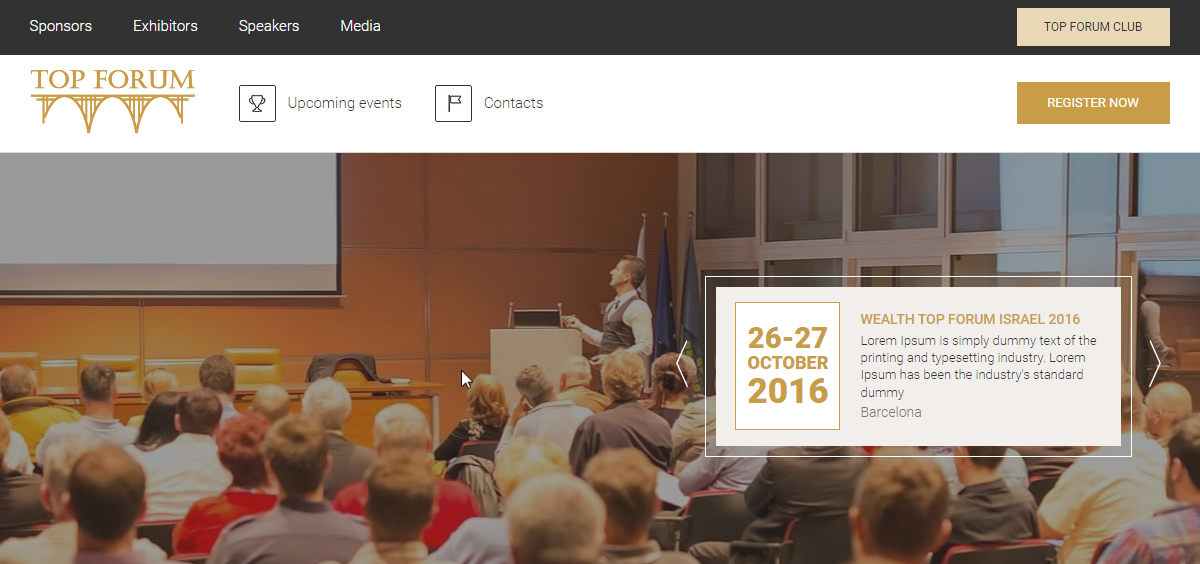 Sponsors
Exhibitors
Speakers
Media
TOP FORUM CLUB
TOP FORUM
Upcoming events
Contacts
REGISTER NOW
26-27
OCTOBER
2016
WEALTH TOP FORUM ISRAEL 2016
Lorem Ipsum is simply dummy text of the
printing and typesetting industry. Lorem
Ipsum has been the industry's standard
dummy
Barcelona